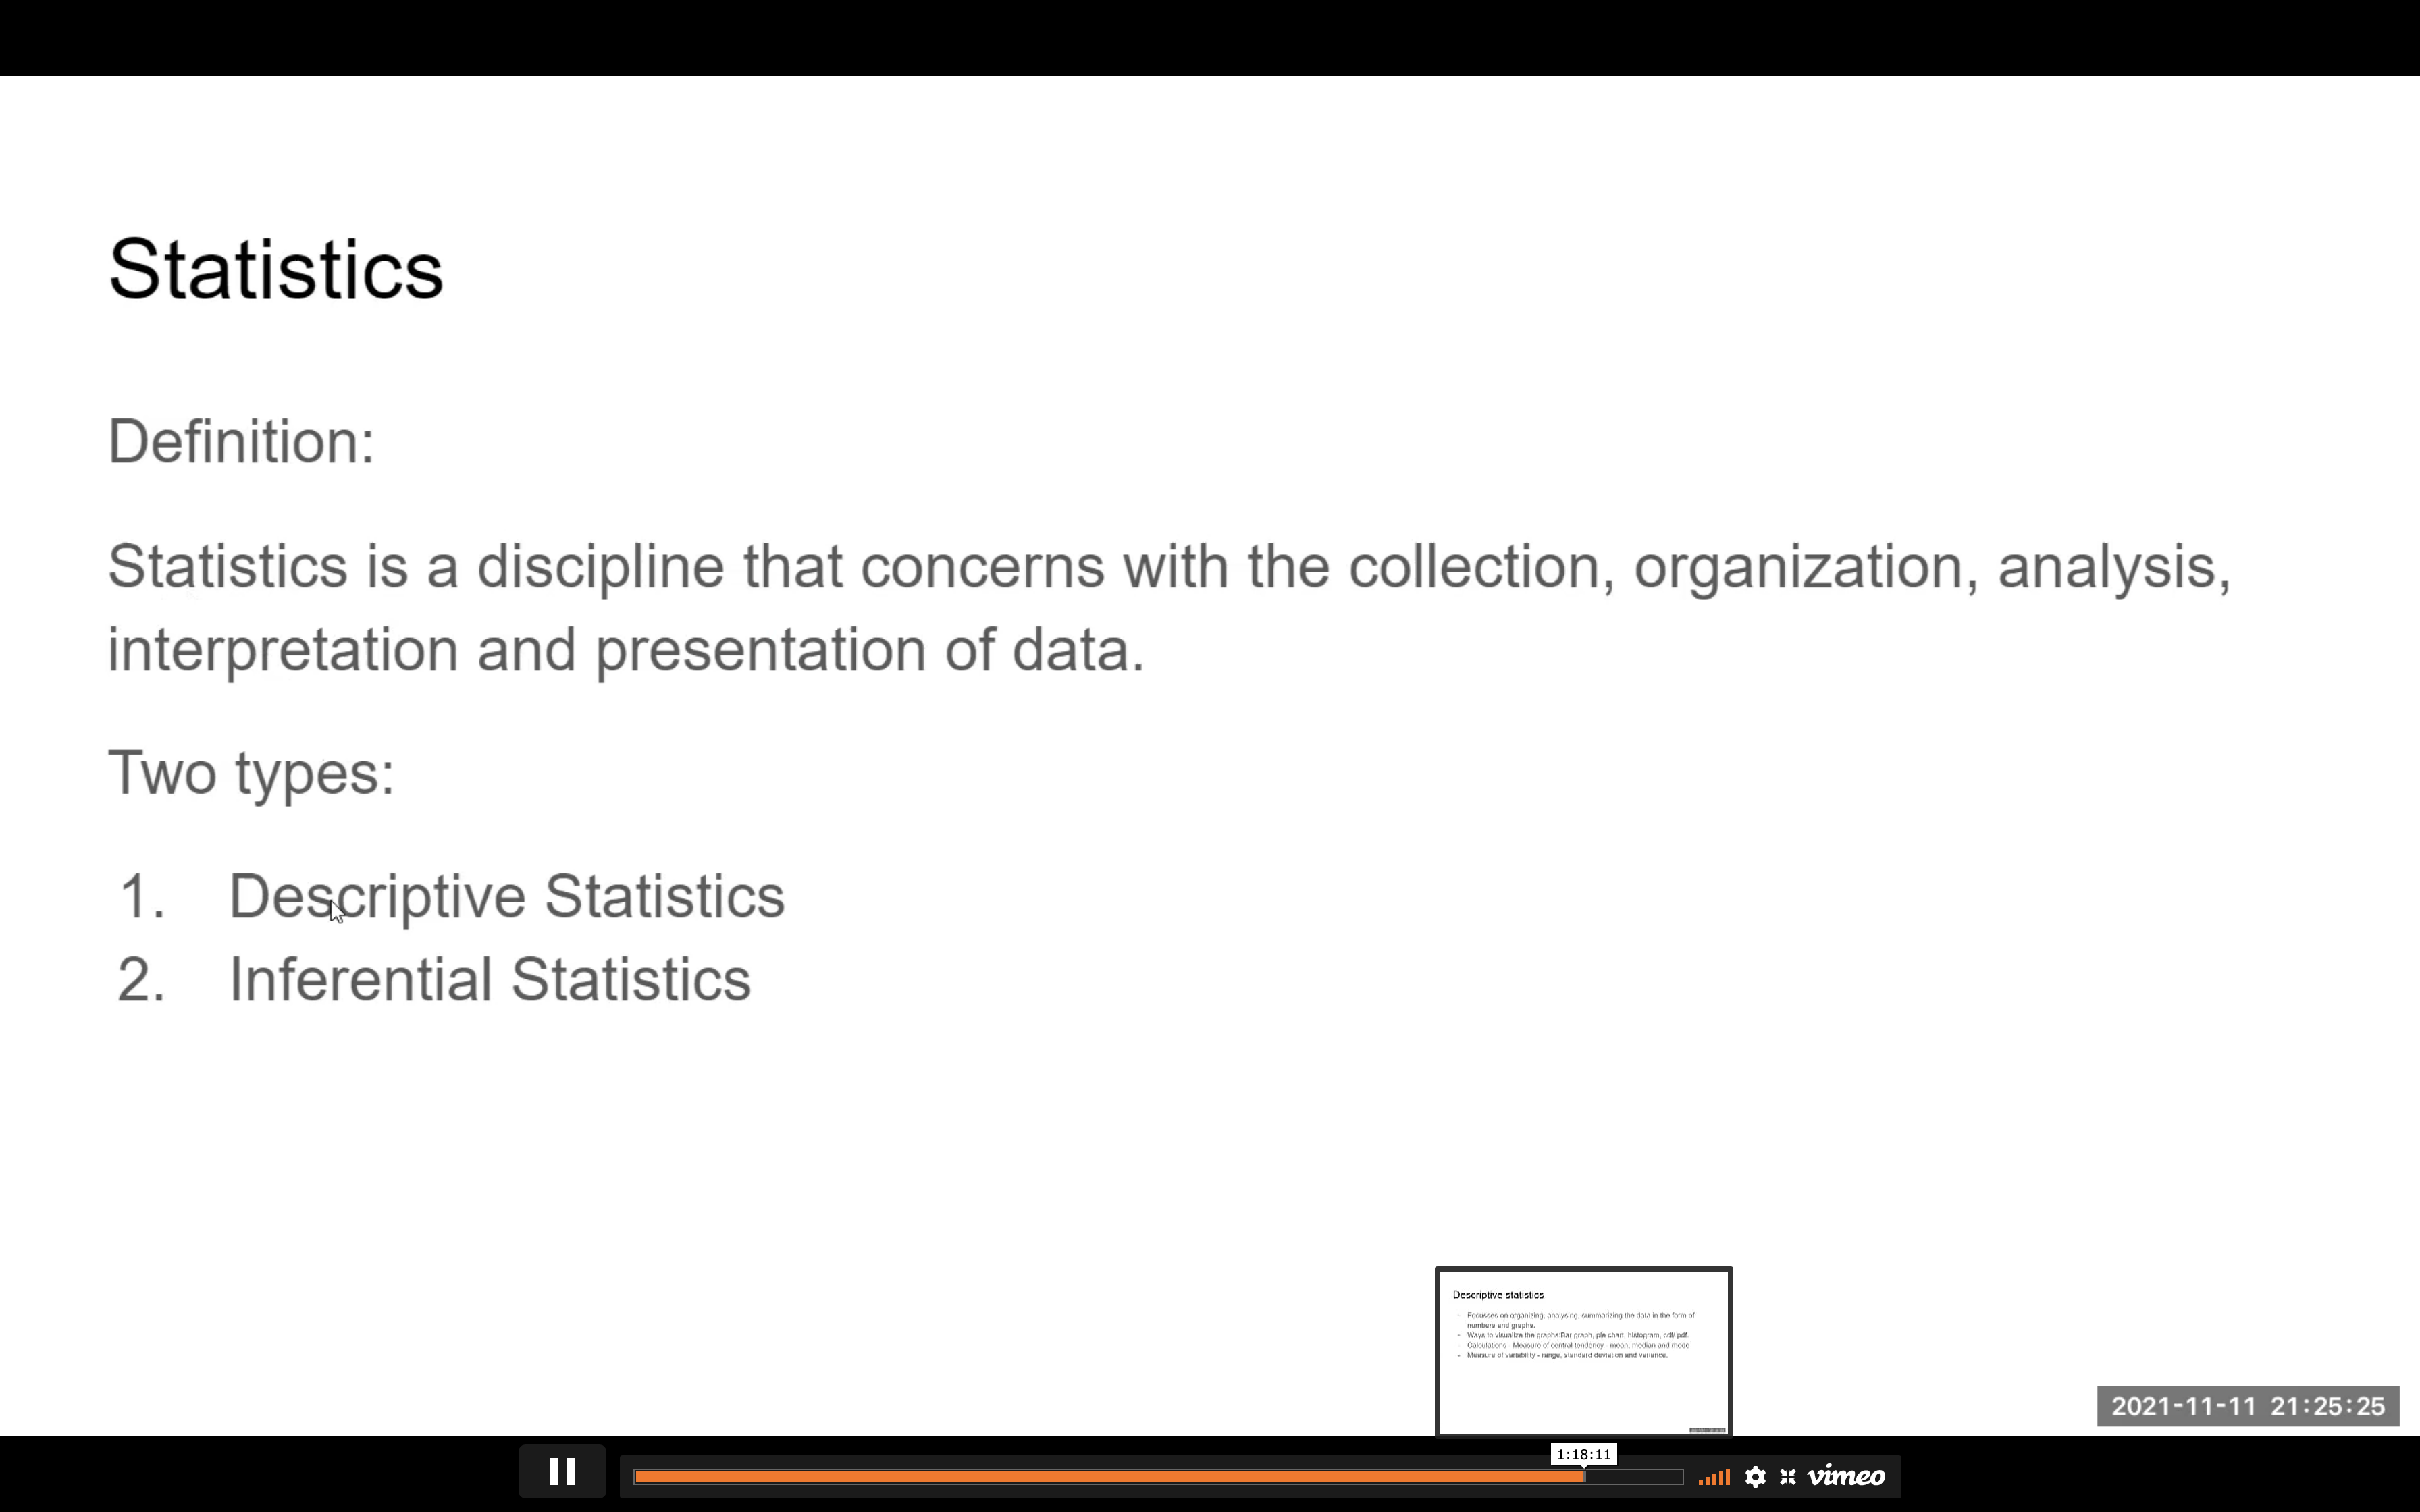 Statistics
Definition:
Statistics is a discipline that concerns with the collection, organization, analysis,
interpretation and presentation of data.
Two types:
1. Descriptive Statistics
2. Inferential Statistics
Descriptive statistics
Focusses on organizing, analysing, summarizing the data in the form of
numbers and graphs.
- Ways to visualize the graphs:Bar graph, pie chart, histogram, cdf/ pdf.
Calculations - Measure of central tendency - mean, median and mode
- Measure of variability - range, standard deviation and variance.
2021-11-11 21:25:25
1:18:11
vimeo